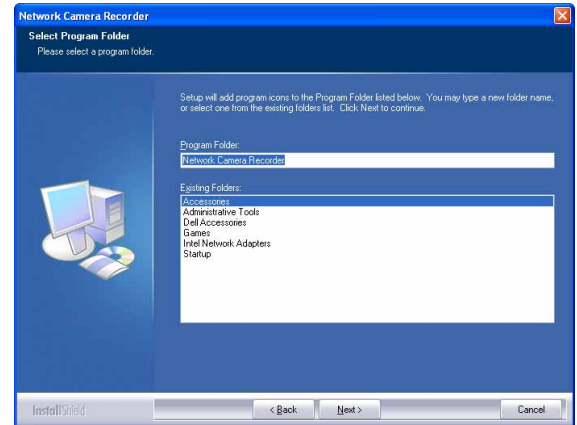 Network Camera Recorder
Select Program Folder
Please select a program folder.
Setup will add program icons to the Program Folder listed below. You may type a new folder name,
or select one from the existing folders list. Click Next to continue.
Program Folder:
Network Camera Recorder
Existing Folders:
Accessories
Administrative Tools
Dell Accessories
Games
Intel Network Adapters
Startup
InstallShield
< Back
Next >
Cancel